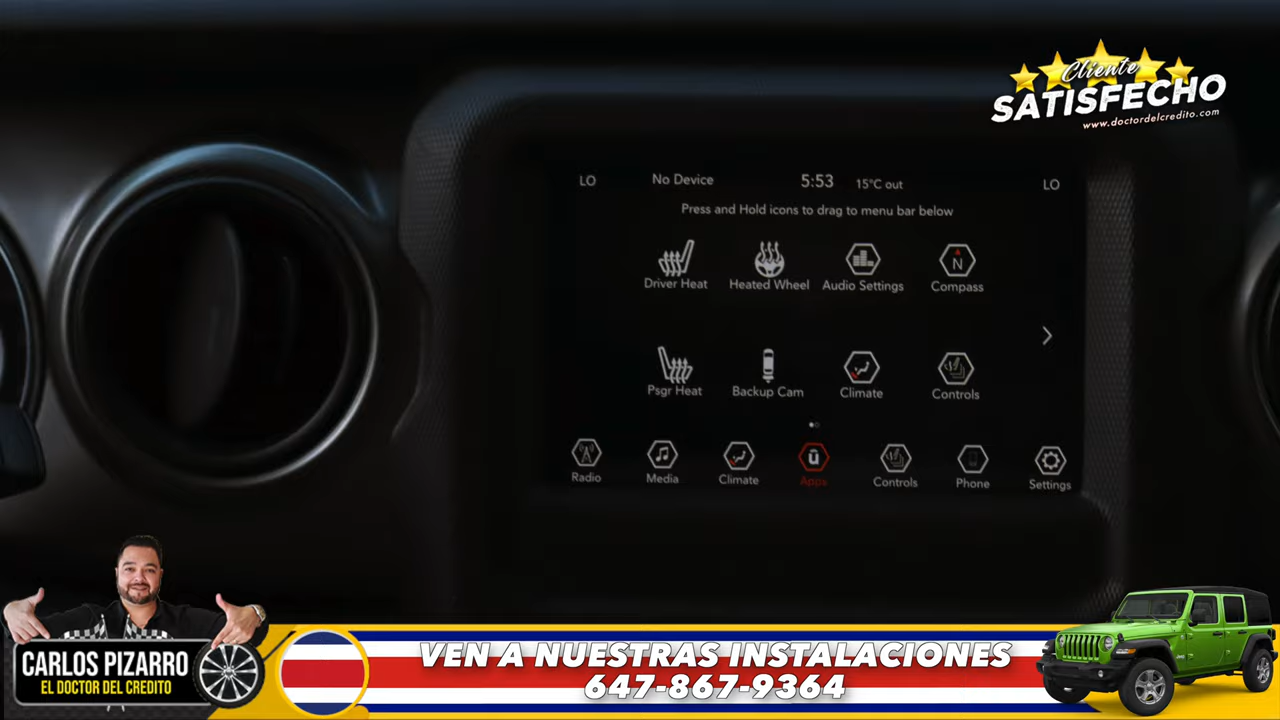 Cliente
SATISFECHO
www.doctordelcredito.com
LO No Device 5:53 15°C out LO
Press and Hold icons to drag to menu bar below
Driver Heat Heated Wheel Audio Settings Compass
N
Psgr Heat Backup Cam Climate Controls
Radio Media Climate Apps Controls Phone Settings
CARLOS PIZARRO
EL DOCTOR DEL CREDITO
VEN A NUESTRAS INSTALACIONES
647-867-9364